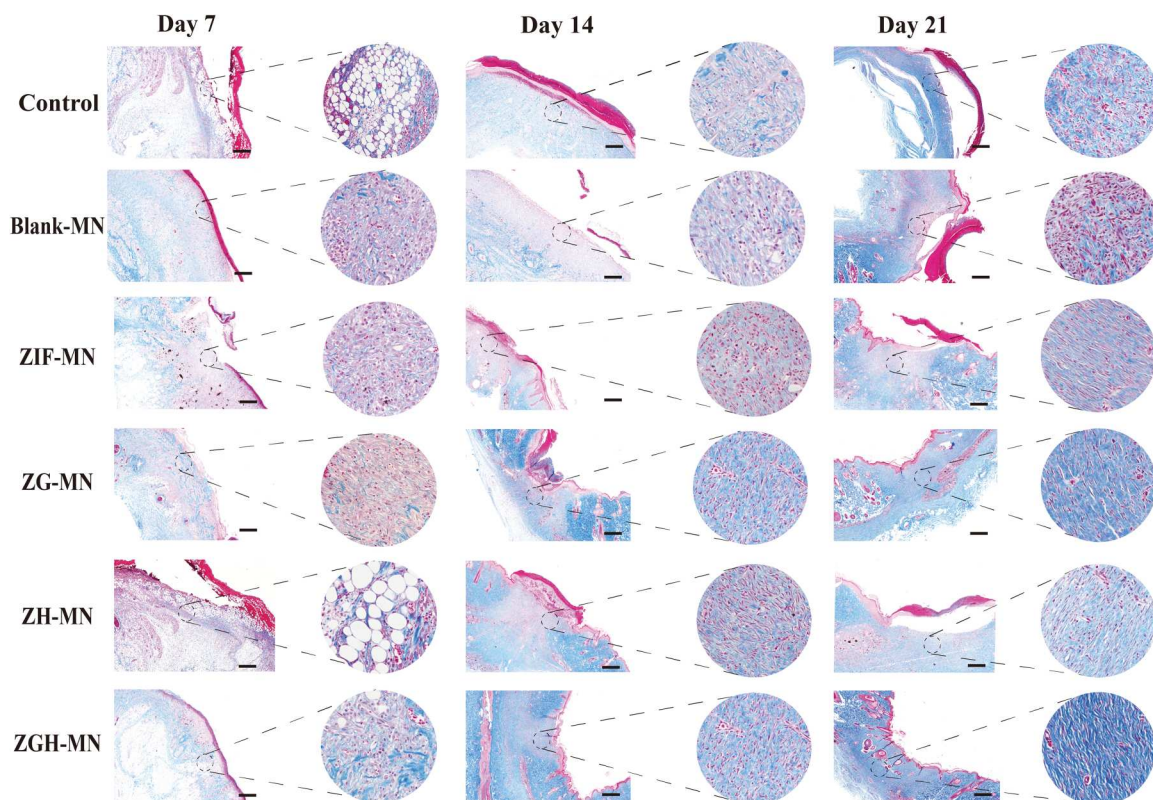 Day 7 Day 14 Day 21
Control
Blank-MN
ZIF-MN
ZG-MN
ZH-MN
ZGH-MN